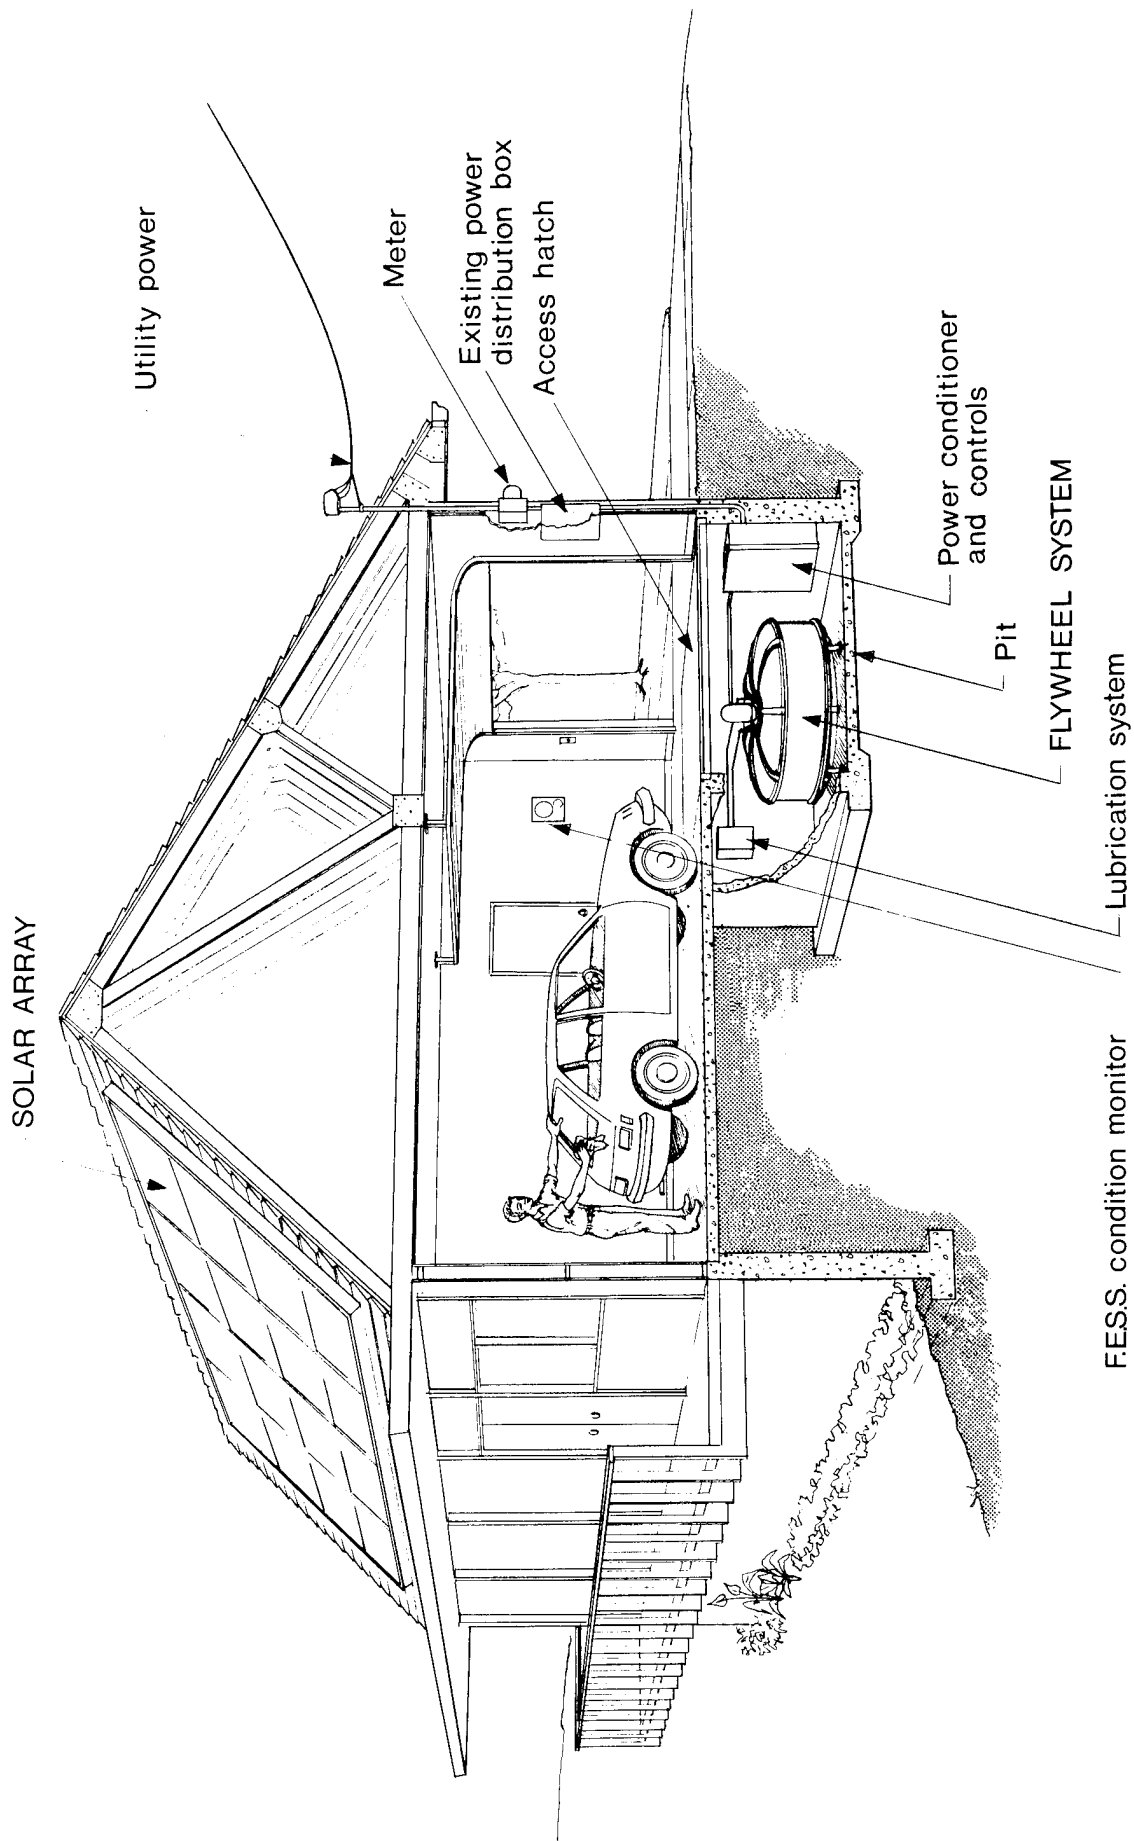 SOLAR ARRAY
Utility power
Meter
Existing power
distribution box
Access hatch
Power conditioner
and controls
Pit
FLYWHEEL SYSTEM
Lubrication system
F.E.S.S. condition monitor